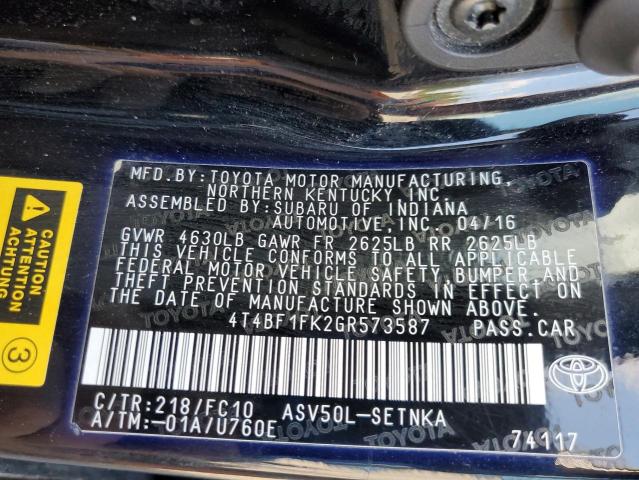 MFD.BY:TOYOTA MOTOR MANUFACTURING,
NORTHERN KENTUCKY INC.
ASSEMBLED BY:SUBARU OF INDIANA
AUTOMOTIVE,INC. 04/16
GVWR 4630LB GAWR FR 2625LB RR 2625LB
THIS VEHICLE CONFORMS TO ALL APPLICABLE
FEDERAL MOTOR VEHICLE SAFETY, BUMPER AND
THEFT PREVENTION STANDARDS IN EFFECT ON
THE DATE OF MANUFACTURE SHOWN ABOVE.
4T4BF1FK2GR573587 PASS.CAR
C/TR:218/FC10 ASV50L-SETNKA
A/TM:-01A/U760E 74117
CAUTION
ATTENTION
3